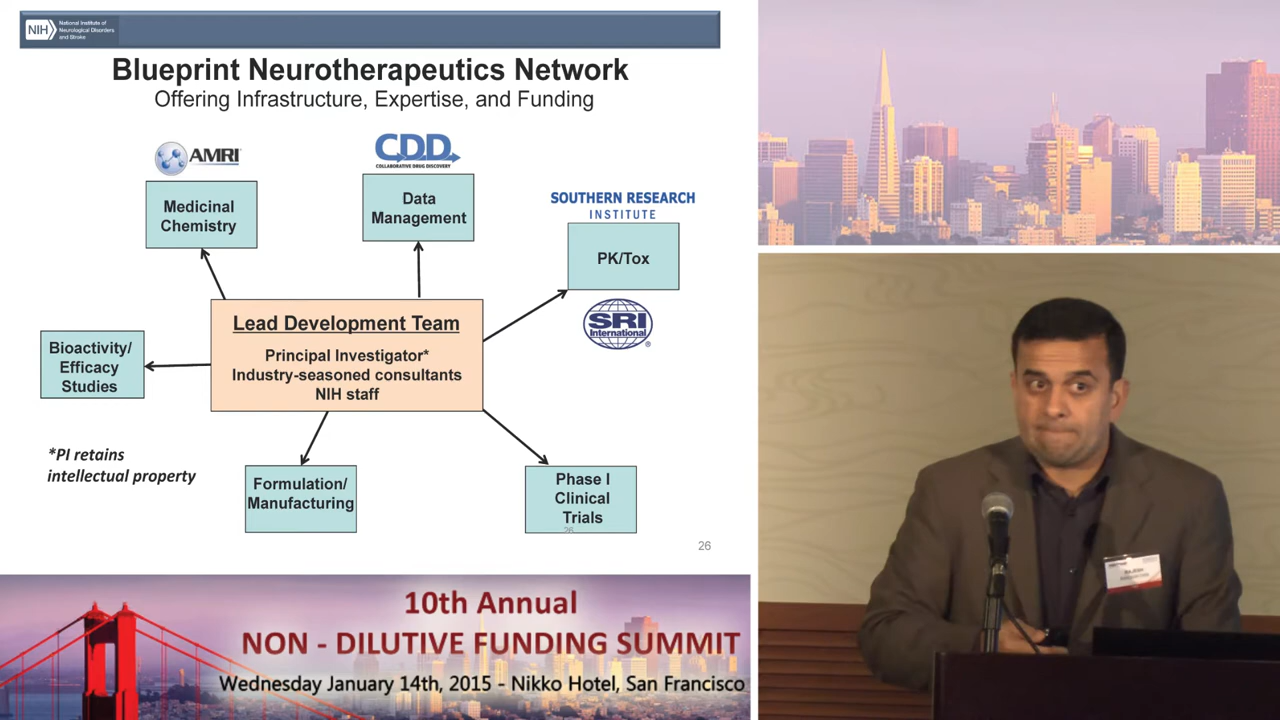 NIH
National Institute of
Neurological Disorders
and Stroke
Blueprint Neurotherapeutics Network
Offering Infrastructure, Expertise, and Funding
AMRI
CDD
COLLABORATIVE DRUG DISCOVERY
SOUTHERN RESEARCH
INSTITUTE
Medicinal
Chemistry
Data
Management
PK/Tox
SRI
International
Lead Development Team
Principal Investigator*
Industry-seasoned consultants
NIH staff
Bioactivity/
Efficacy
Studies
*PI retains
intellectual property
Formulation/
Manufacturing
Phase I
Clinical
Trials
26
26
10th Annual
NON - DILUTIVE FUNDING SUMMIT
Wednesday January 14th, 2015 - Nikko Hotel, San Francisco
RAJESH